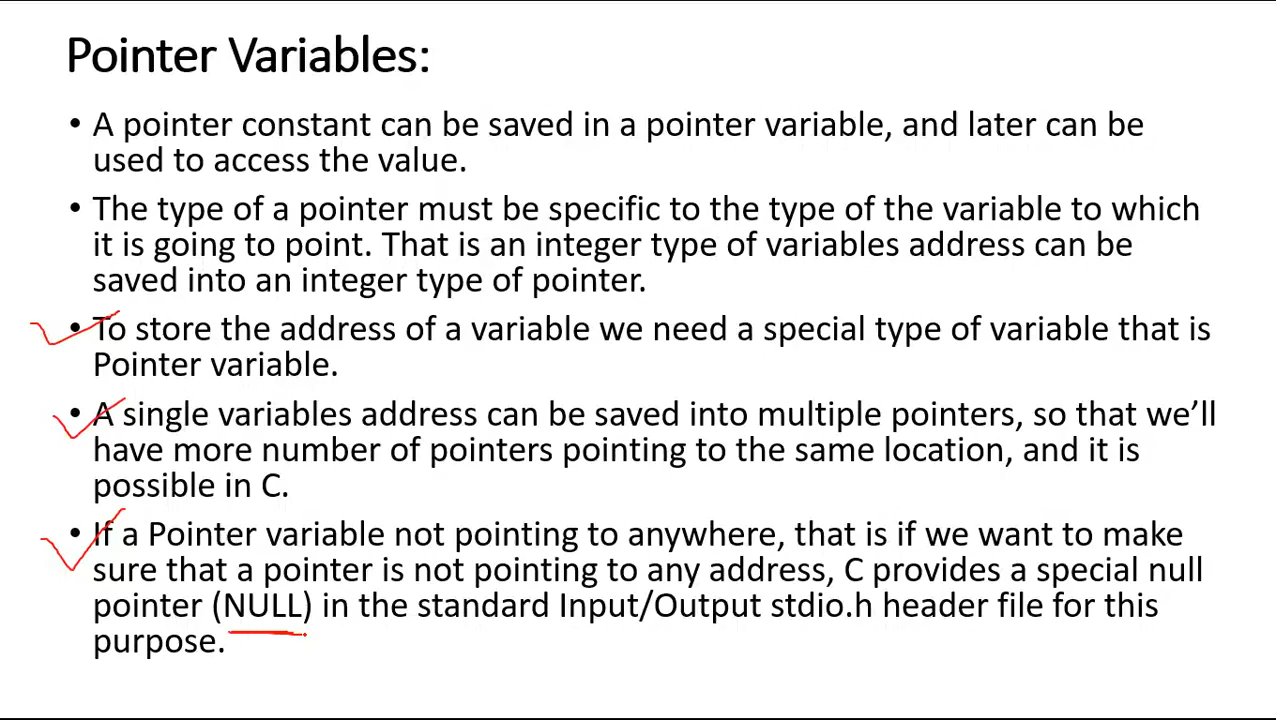 Pointer Variables:
• A pointer constant can be saved in a pointer variable, and later can be
used to access the value.
• The type of a pointer must be specific to the type of the variable to which
it is going to point. That is an integer type of variables address can be
saved into an integer type of pointer.
• To store the address of a variable we need a special type of variable that is
Pointer variable.
• A single variables address can be saved into multiple pointers, so that we’ll
have more number of pointers pointing to the same location, and it is
possible in C.
• If a Pointer variable not pointing to anywhere, that is if we want to make
sure that a pointer is not pointing to any address, C provides a special null
pointer (NULL) in the standard Input/Output stdio.h header file for this
purpose.